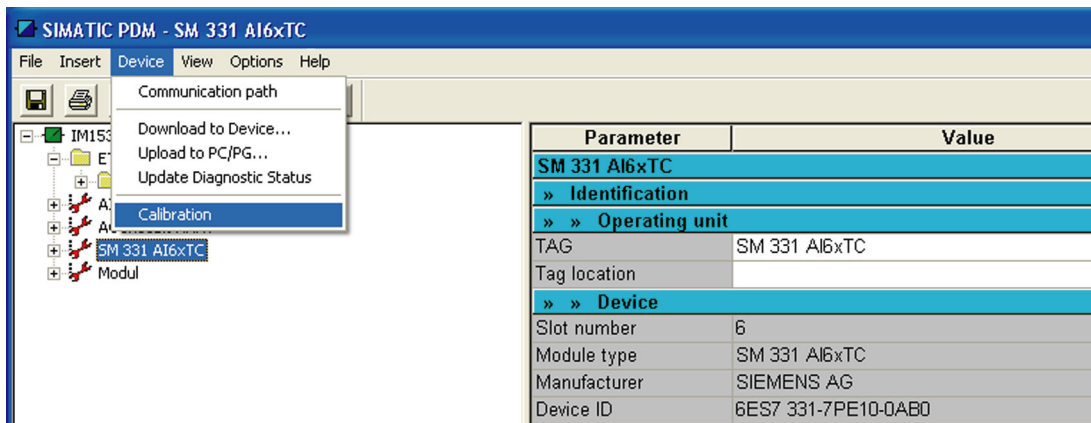 SIMATIC PDM - SM 331 AI6xTC
File Insert Device View Options Help
Communication path
Download to Device...
Upload to PC/PG...
Update Diagnostic Status
Calibration
IM153
SM 331 AI6xTC
Modul
Parameter Value
SM 331 AI6xTC
» Identification
» » Operating unit
TAG SM 331 AI6xTC
Tag location
» » Device
Slot number 6
Module type SM 331 AI6xTC
Manufacturer SIEMENS AG
Device ID 6ES7 331-7PE10-0AB0